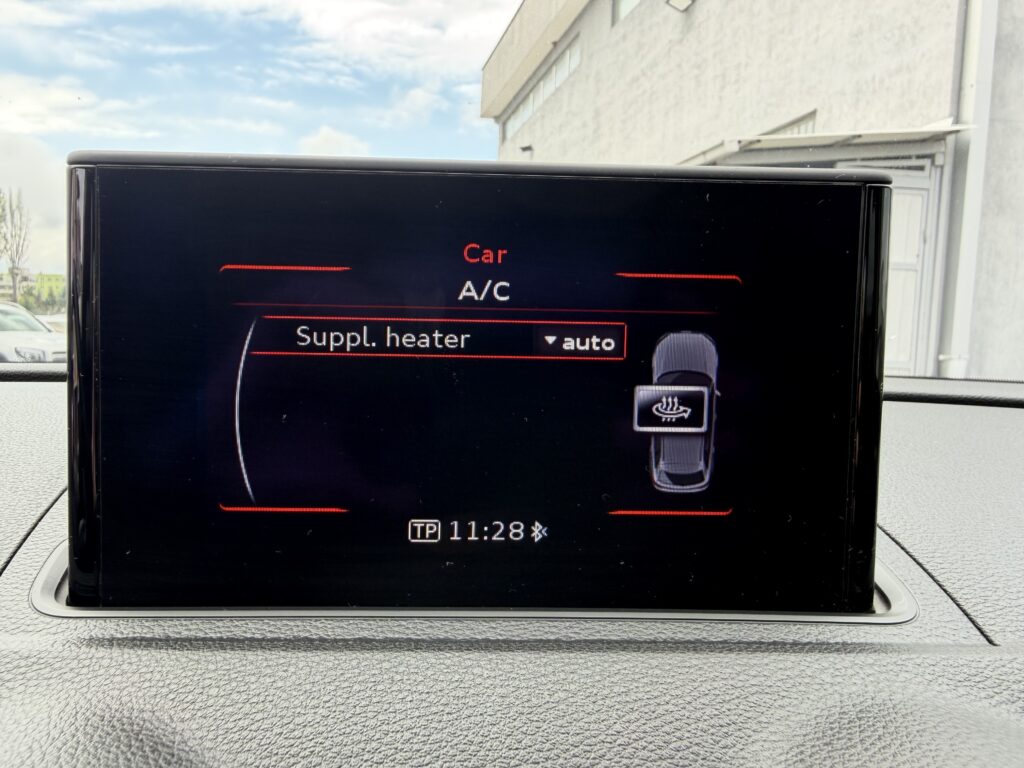 Car
A/C
Suppl. heater ▼ auto
TP 11:28